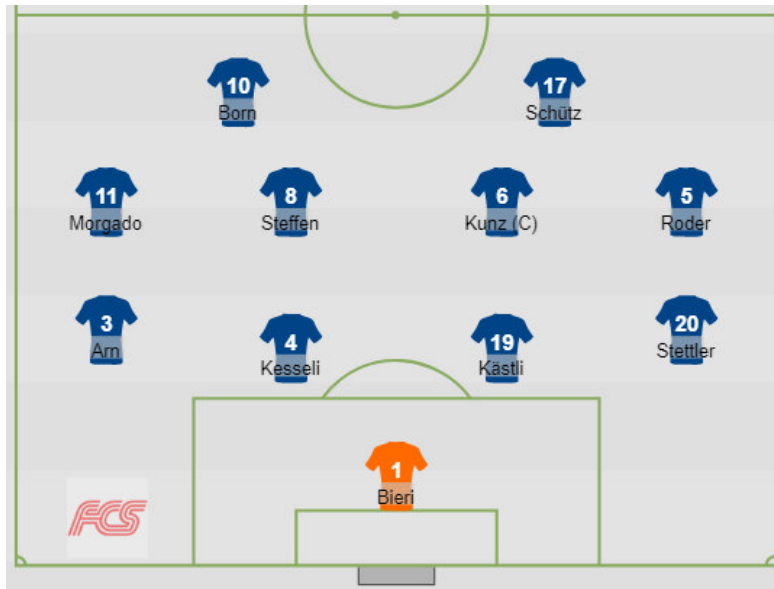 10
Born
17
Schütz
11
Morgado
8
Steffen
6
Kunz (C)
5
Roder
3
Arn
4
Kesseli
19
Kästli
20
Stettler
1
Bieri
FCS